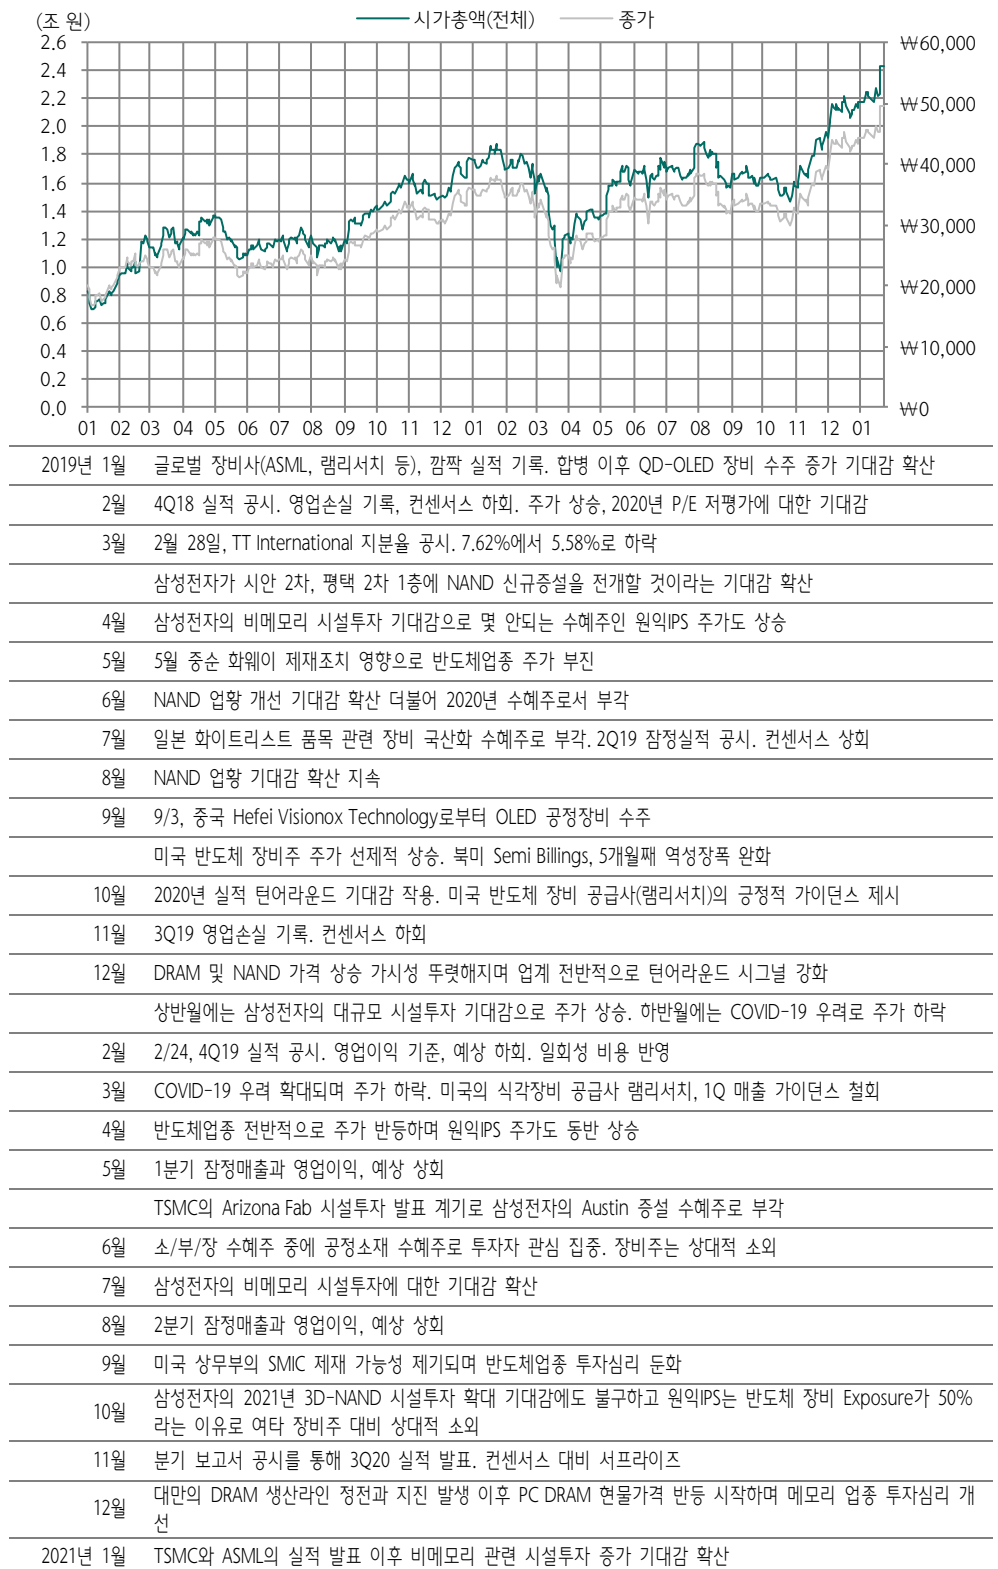 (조 원)
시가총액(전체) 종가
2.6 ₩60,000
2.4
2.2 ₩50,000
2.0
1.8 ₩40,000
1.6
1.4 ₩30,000
1.2
1.0 ₩20,000
0.8
0.6 ₩10,000
0.4
0.2
0.0 ₩0
01 02 03 04 05 06 07 08 09 10 11 12 01 02 03 04 05 06 07 08 09 10 11 12 01
2019년 1월 글로벌 장비사(ASML, 램리서치 등), 깜짝 실적 기록. 합병 이후 QD-OLED 장비 수주 증가 기대감 확산
2월 4Q18 실적 공시. 영업손실 기록, 컨센서스 하회. 주가 상승, 2020년 P/E 저평가에 대한 기대감
3월 2월 28일, TT International 지분율 공시. 7.62%에서 5.58%로 하락
삼성전자가 시안 2차, 평택 2차 1층에 NAND 신규증설을 전개할 것이라는 기대감 확산
4월 삼성전자의 비메모리 시설투자 기대감으로 몇 안되는 수혜주인 원익IPS 주가도 상승
5월 5월 중순 화웨이 제재조치 영향으로 반도체업종 주가 부진
6월 NAND 업황 개선 기대감 확산 더불어 2020년 수혜주로서 부각
7월 일본 화이트리스트 품목 관련 장비 국산화 수혜주로 부각. 2Q19 잠정실적 공시. 컨센서스 상회
8월 NAND 업황 기대감 확산 지속
9월 9/3, 중국 Hefei Visionox Technology로부터 OLED 공정장비 수주
미국 반도체 장비주 주가 선제적 상승. 북미 Semi Billings, 5개월째 역성장폭 완화
10월 2020년 실적 턴어라운드 기대감 작용. 미국 반도체 장비 공급사(램리서치)의 긍정적 가이던스 제시
11월 3Q19 영업손실 기록. 컨센서스 하회
12월 DRAM 및 NAND 가격 상승 가시성 뚜렷해지며 업계 전반적으로 턴어라운드 시그널 강화
상반월에는 삼성전자의 대규모 시설투자 기대감으로 주가 상승. 하반월에는 COVID-19 우려로 주가 하락
2월 2/24, 4Q19 실적 공시. 영업이익 기준, 예상 하회. 일회성 비용 반영
3월 COVID-19 우려 확대되며 주가 하락. 미국의 식각장비 공급사 램리서치, 1Q 매출 가이던스 철회
4월 반도체업종 전반적으로 주가 반등하며 원익IPS 주가도 동반 상승
5월 1분기 잠정매출과 영업이익, 예상 상회
TSMC의 Arizona Fab 시설투자 발표 계기로 삼성전자의 Austin 증설 수혜주로 부각
6월 소/부/장 수혜주 중에 공정소재 수혜주로 투자자 관심 집중. 장비주는 상대적 소외
7월 삼성전자의 비메모리 시설투자에 대한 기대감 확산
8월 2분기 잠정매출과 영업이익, 예상 상회
9월 미국 상무부의 SMIC 제재 가능성 제기되며 반도체업종 투자심리 둔화
10월 삼성전자의 2021년 3D-NAND 시설투자 확대 기대감에도 불구하고 원익IPS는 반도체 장비 Exposure가 50%
라는 이유로 여타 장비주 대비 상대적 소외
11월 분기 보고서 공시를 통해 3Q20 실적 발표. 컨센서스 대비 서프라이즈
12월 대만의 DRAM 생산라인 정전과 지진 발생 이후 PC DRAM 현물가격 반등 시작하며 메모리 업종 투자심리 개
선
2021년 1월 TSMC와 ASML의 실적 발표 이후 비메모리 관련 시설투자 증가 기대감 확산